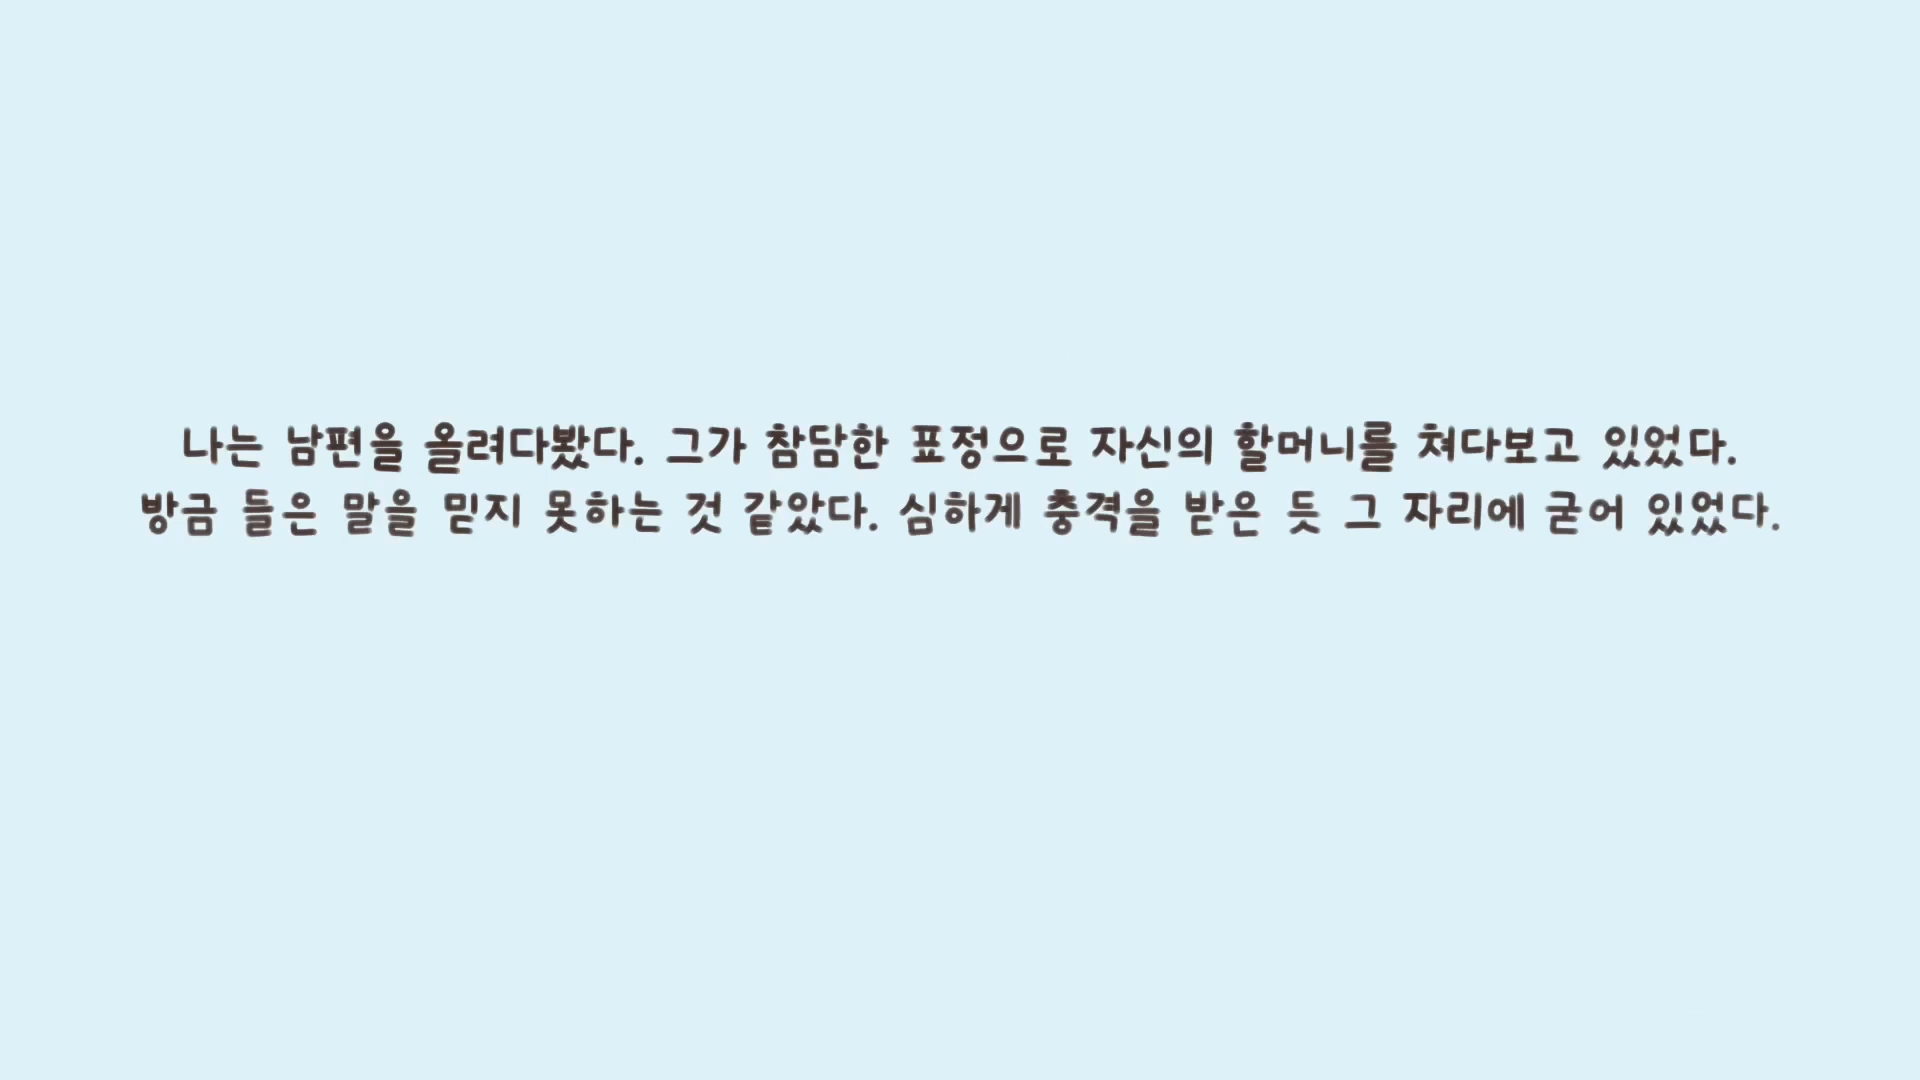 나는 남편을 올려다봤다. 그가 참담한 표정으로 자신의 할머니를 쳐다보고 있었다.
방금 들은 말을 믿지 못하는 것 같았다. 심하게 충격을 받은 듯 그 자리에 굳어 있었다.